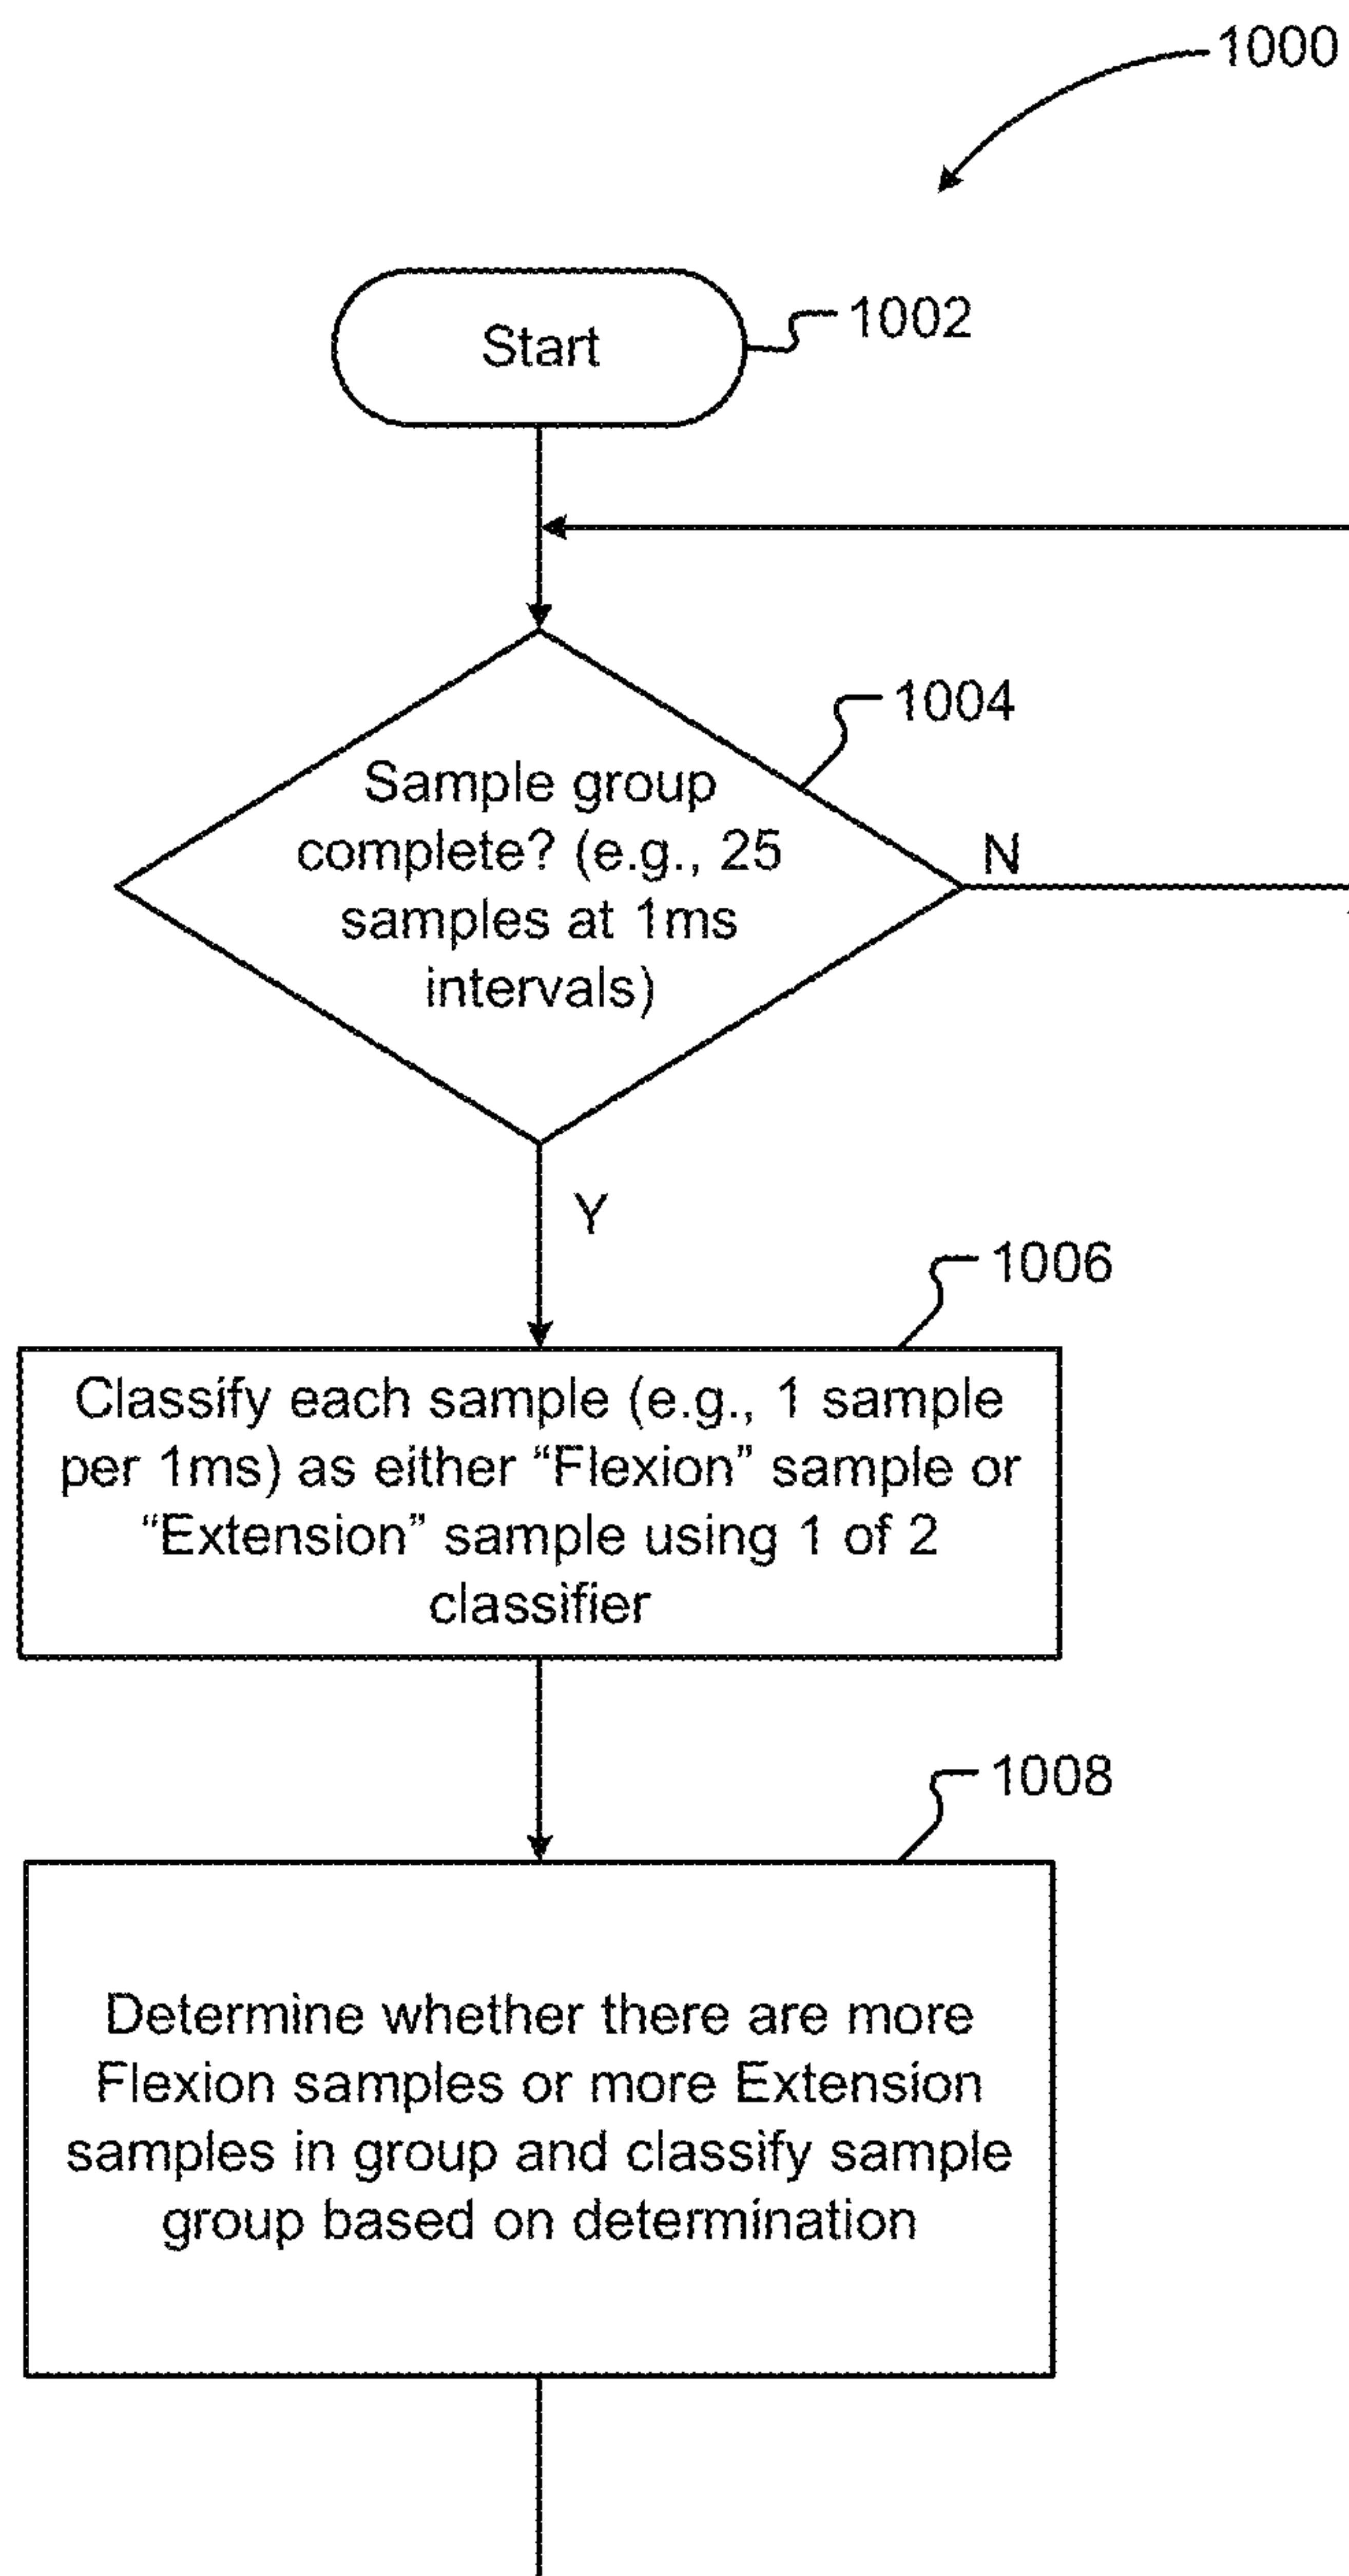 1000
Start
1002
1004
Sample group
complete? (e.g., 25
samples at 1ms
intervals)
N
Y
1006
Classify each sample (e.g., 1 sample
per 1ms) as either “Flexion” sample or
“Extension” sample using 1 of 2
classifier
1008
Determine whether there are more
Flexion samples or more Extension
samples in group and classify sample
group based on determination